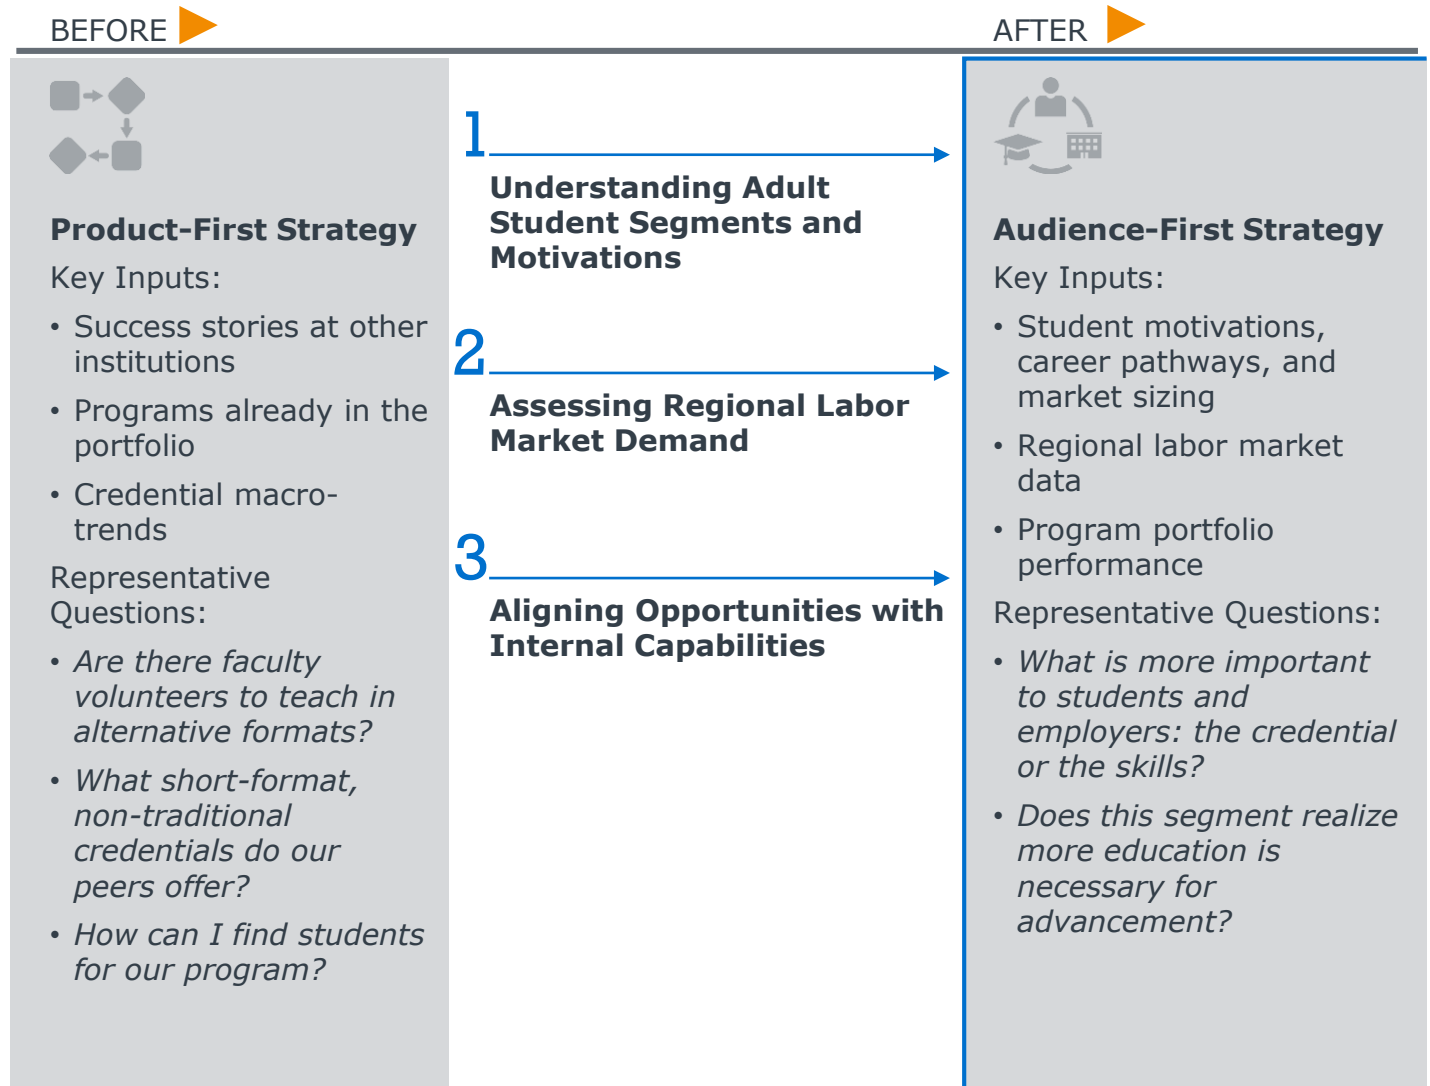 BEFORE
AFTER
Product-First Strategy
Key Inputs:
• Success stories at other
institutions
• Programs already in the
portfolio
• Credential macro-
trends
Representative
Questions:
• Are there faculty
volunteers to teach in
alternative formats?
• What short-format,
non-traditional
credentials do our
peers offer?
• How can I find students
for our program?
1
Understanding Adult
Student Segments and
Motivations
2
Assessing Regional Labor
Market Demand
3
Aligning Opportunities with
Internal Capabilities
Audience-First Strategy
Key Inputs:
• Student motivations,
career pathways, and
market sizing
• Regional labor market
data
• Program portfolio
performance
Representative Questions:
• What is more important
to students and
employers: the credential
or the skills?
• Does this segment realize
more education is
necessary for
advancement?